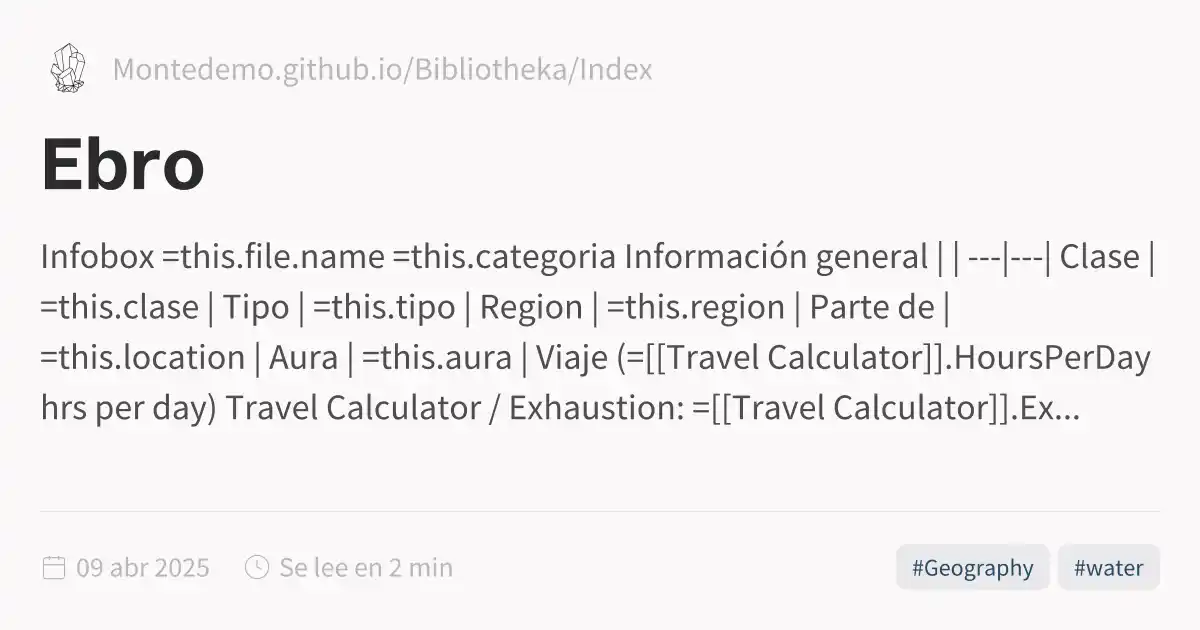 Montedemo.github.io/Bibliotheka/Index
Ebro
Infobox =this.file.name =this.categoria Información general | | ---|---| Clase |
=this.clase | Tipo | =this.tipo | Region | =this.region | Parte de |
=this.location | Aura | =this.aura | Viaje (=[[Travel Calculator]].HoursPerDay
hrs per day) Travel Calculator / Exhaustion: =[[Travel Calculator]].Ex...
09 abr 2025 Se lee en 2 min #Geography #water